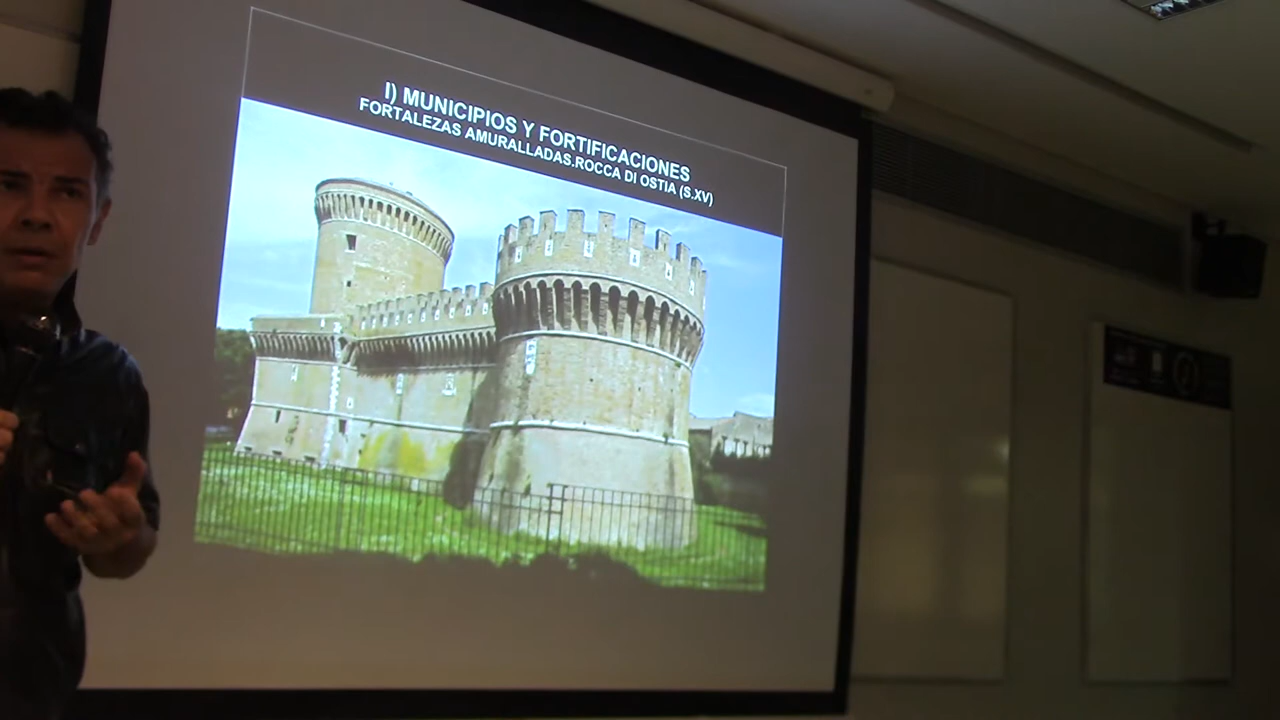 I) MUNICIPIOS Y FORTIFICACIONES
FORTALEZAS AMURALLADAS.ROCCA DI OSTIA (S.XV)